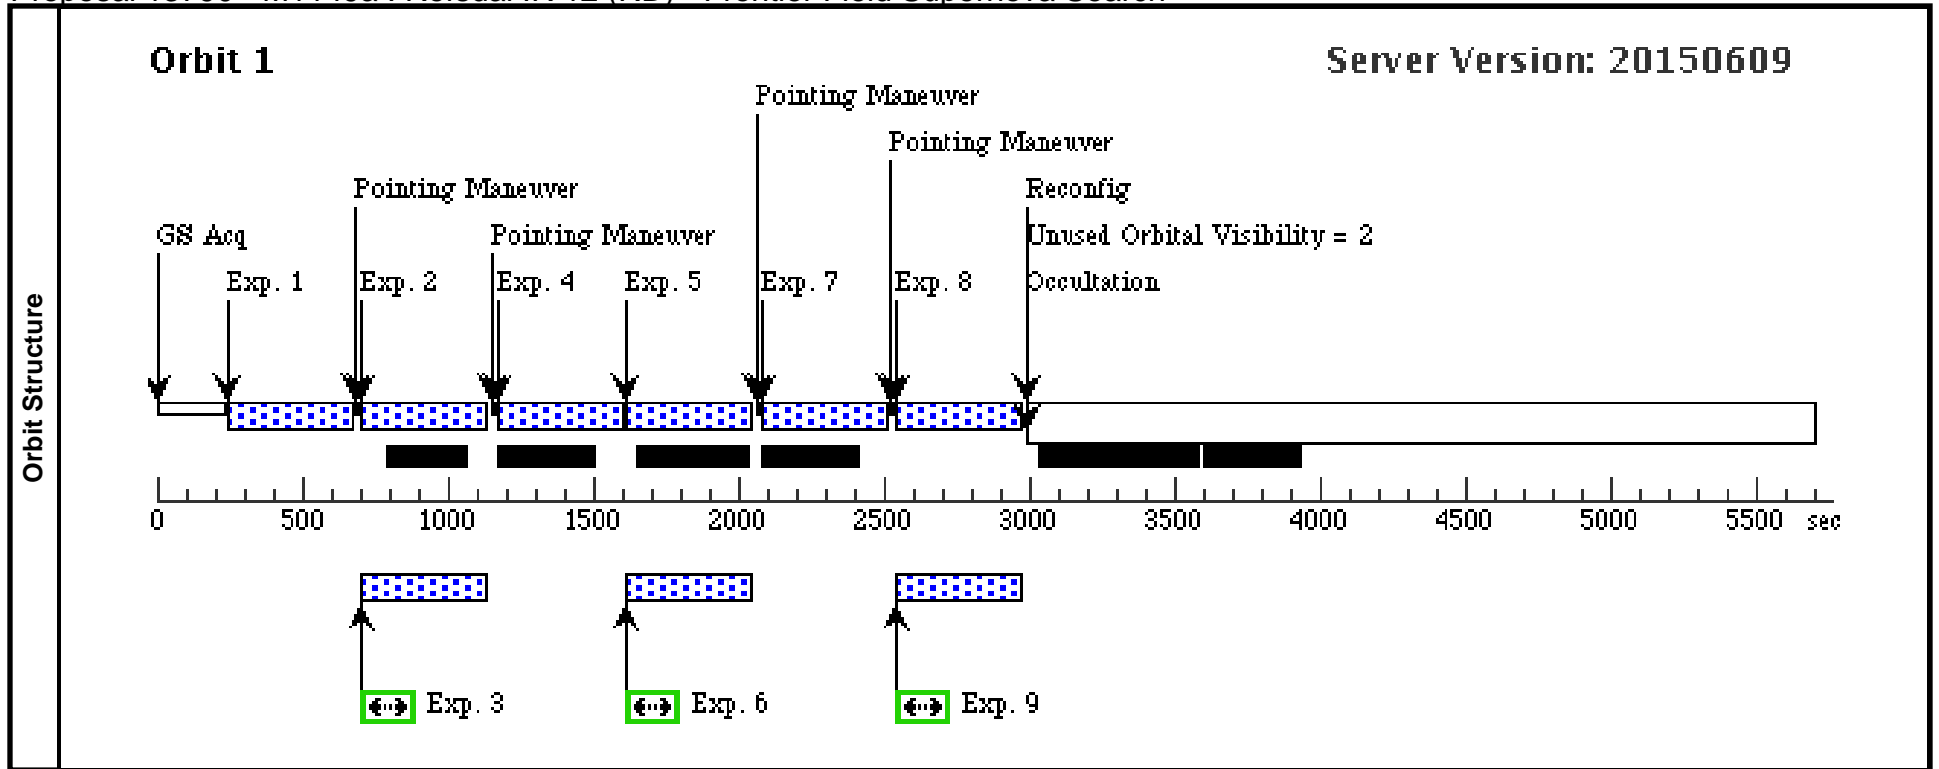 Orbit 1
Server Version: 20150609
Pointing Maneuver
Pointing Maneuver
Pointing Maneuver
Reconfig
GS Acq
Pointing Maneuver
Unused Orbital Visibility = 2
Exp. 1
Exp. 2
Exp. 4
Exp. 5
Exp. 7
Exp. 8
Occultation
Orbit Structure
0 500 1000 1500 2000 2500 3000 3500 4000 4500 5000 5500 sec
Exp. 3
Exp. 6
Exp. 9